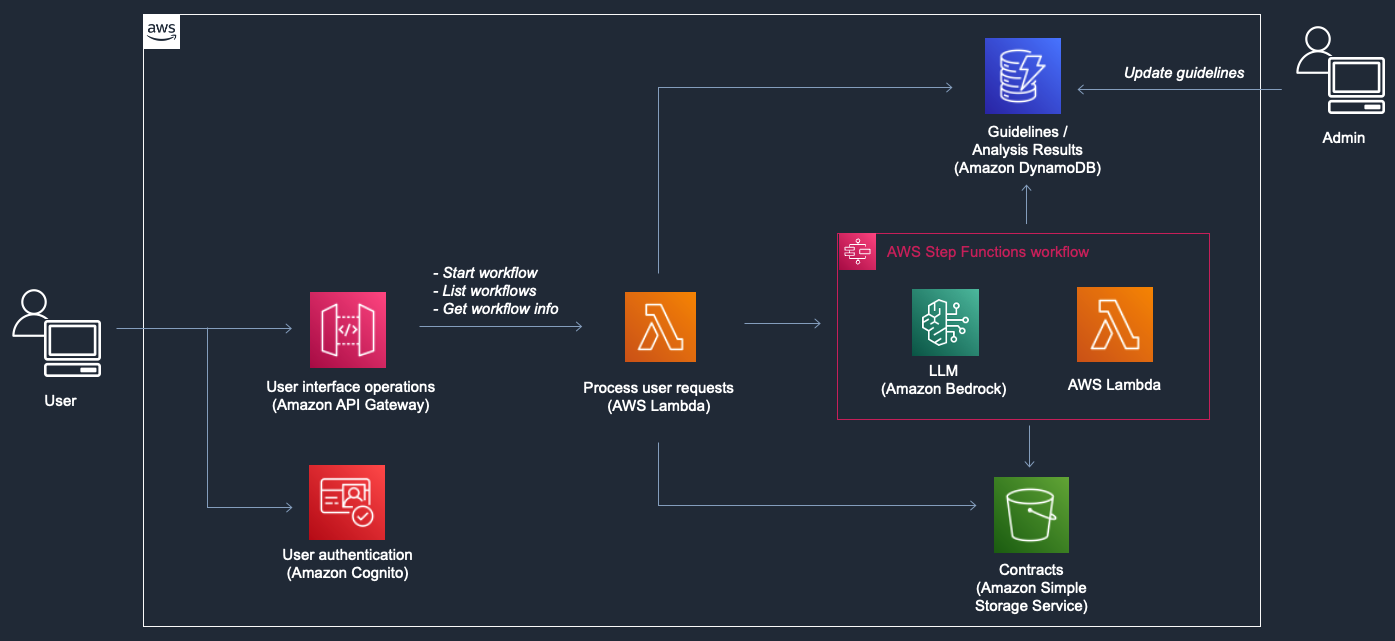 aws
Update guidelines
Admin
Guidelines /
Analysis Results
(Amazon DynamoDB)
AWS Step Functions workflow
- Start workflow
- List workflows
- Get workflow info
User
User interface operations
(Amazon API Gateway)
</>
Process user requests
(AWS Lambda)
LLM
(Amazon Bedrock)
AWS Lambda
User authentication
(Amazon Cognito)
Contracts
(Amazon Simple
Storage Service)